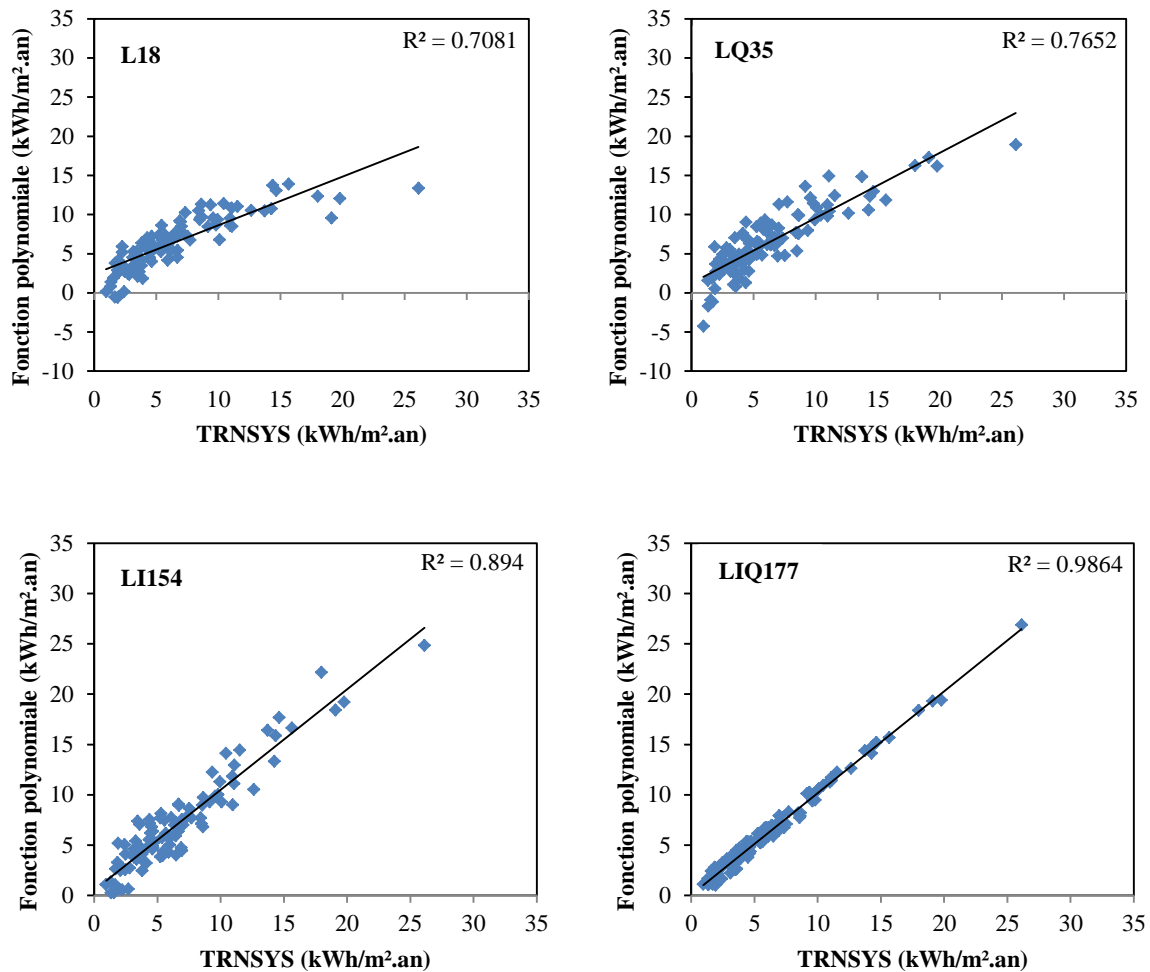 L18
R² = 0.7081
35
30
25
20
15
10
5
0
-5
-10
0 5 10 15 20 25 30 35
Fonction polynomiale (kWh/m².an)
TRNSYS (kWh/m².an)
LQ35
R² = 0.7652
35
30
25
20
15
10
5
0
-5
-10
0 5 10 15 20 25 30 35
Fonction polynomiale (kWh/m².an)
TRNSYS (kWh/m².an)
LI154
R² = 0.894
35
30
25
20
15
10
5
0
0 5 10 15 20 25 30 35
Fonction polynomiale (kWh/m².an)
TRNSYS (kWh/m².an)
LIQ177
R² = 0.9864
35
30
25
20
15
10
5
0
0 5 10 15 20 25 30 35
Fonction polynomiale (kWh/m².an)
TRNSYS (kWh/m².an)